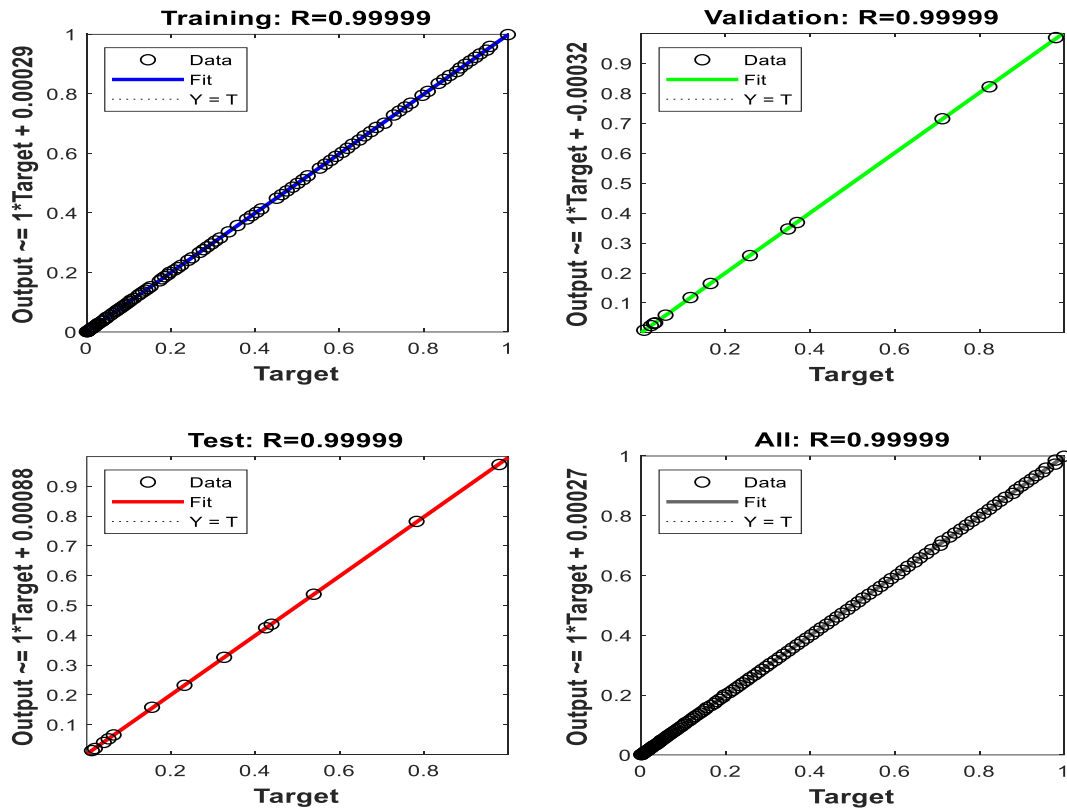 Training: R=0.99999
Output ~= 1*Target + 0.00029
1
0.8
0.6
0.4
0.2
0
Data
Fit
Y = T
0 0.2 0.4 0.6 0.8 1
Target
Validation: R=0.99999
Output ~= 1*Target + -0.00032
0.9
0.8
0.7
0.6
0.5
0.4
0.3
0.2
0.1
Data
Fit
Y = T
0.2 0.4 0.6 0.8
Target
Test: R=0.99999
Output ~= 1*Target + 0.00088
0.9
0.8
0.7
0.6
0.5
0.4
0.3
0.2
0.1
Data
Fit
Y = T
0 0.2 0.4 0.6 0.8
Target
All: R=0.99999
Output ~= 1*Target + 0.00027
1
0.8
0.6
0.4
0.2
0
Data
Fit
Y = T
0 0.2 0.4 0.6 0.8 1
Target